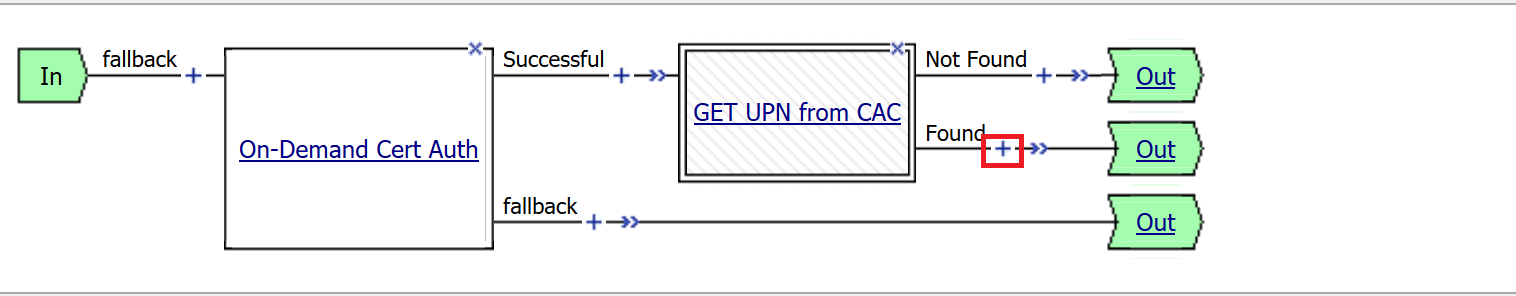 In
fallback
On-Demand Cert Auth
Successful
fallback
GET UPN from CAC
Not Found
Found
Out
Out
Out